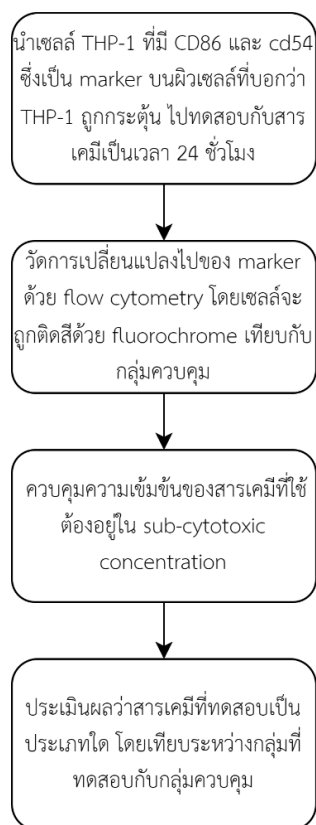 นำเซลล์ THP-1 ที่มี CD86 และ cd54
ซึ่งเป็น marker บนผิวเซลล์ที่บอกว่า
THP-1 ถูกกระตุ้น ไปทดสอบกับสาร
เคมีเป็นเวลา 24 ชั่วโมง
วัดการเปลี่ยนแปลงไปของ marker
ด้วย flow cytometry โดยเซลล์จะ
ถูกติดสีด้วย fluorochrome เทียบกับ
กลุ่มควบคุม
ควบคุมความเข้มข้นของสารเคมีที่ใช้
ต้องอยู่ใน sub-cytotoxic
concentration
ประเมินผลว่าสารเคมีที่ทดสอบเป็น
ประเภทใด โดยเทียบระหว่างกลุ่มที่
ทดสอบกับกลุ่มควบคุม